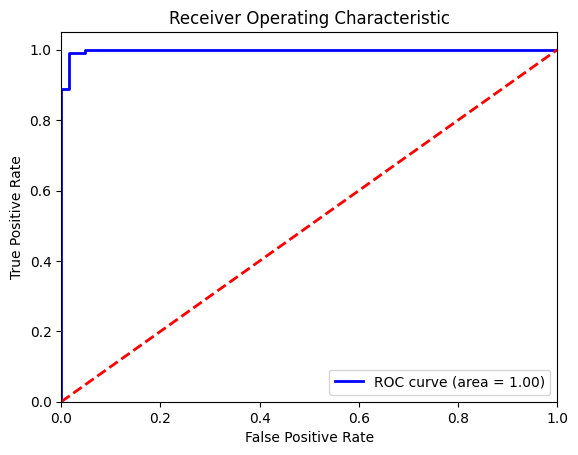 Receiver Operating Characteristic
True Positive Rate
1.0
0.8
0.6
0.4
0.2
0.0
ROC curve (area = 1.00)
0.0 0.2 0.4 0.6 0.8 1.0
False Positive Rate